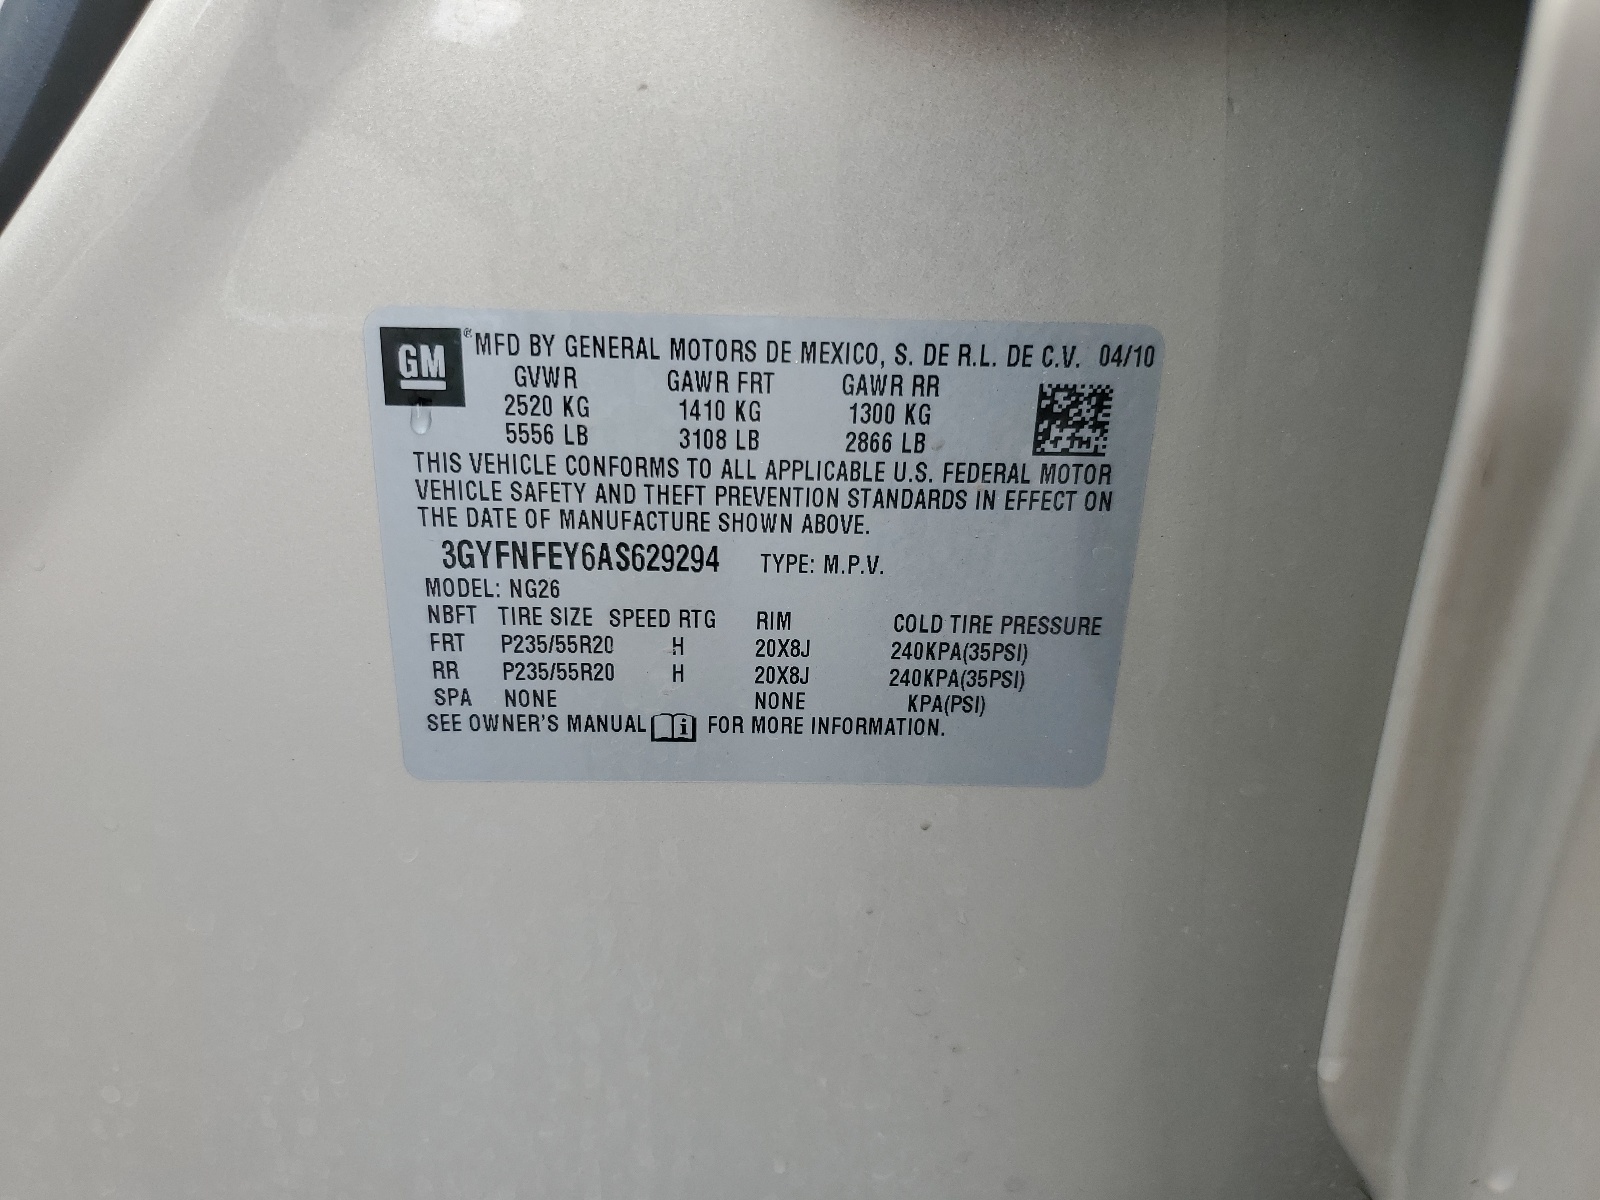 GM ® MFD BY GENERAL MOTORS DE MEXICO, S. DE R.L. DE C.V. 04/10
GVWR GAWR FRT GAWR RR
2520 KG 1410 KG 1300 KG
5556 LB 3108 LB 2866 LB
THIS VEHICLE CONFORMS TO ALL APPLICABLE U.S. FEDERAL MOTOR
VEHICLE SAFETY AND THEFT PREVENTION STANDARDS IN EFFECT ON
THE DATE OF MANUFACTURE SHOWN ABOVE.
3GYFNFEY6AS629294 TYPE: M.P.V.
MODEL: NG26
NBFT TIRE SIZE SPEED RTG RIM COLD TIRE PRESSURE
FRT P235/55R20 H 20X8J 240KPA(35PSI)
RR P235/55R20 H 20X8J 240KPA(35PSI)
SPA NONE NONE KPA(PSI)
SEE OWNER'S MANUAL i FOR MORE INFORMATION.